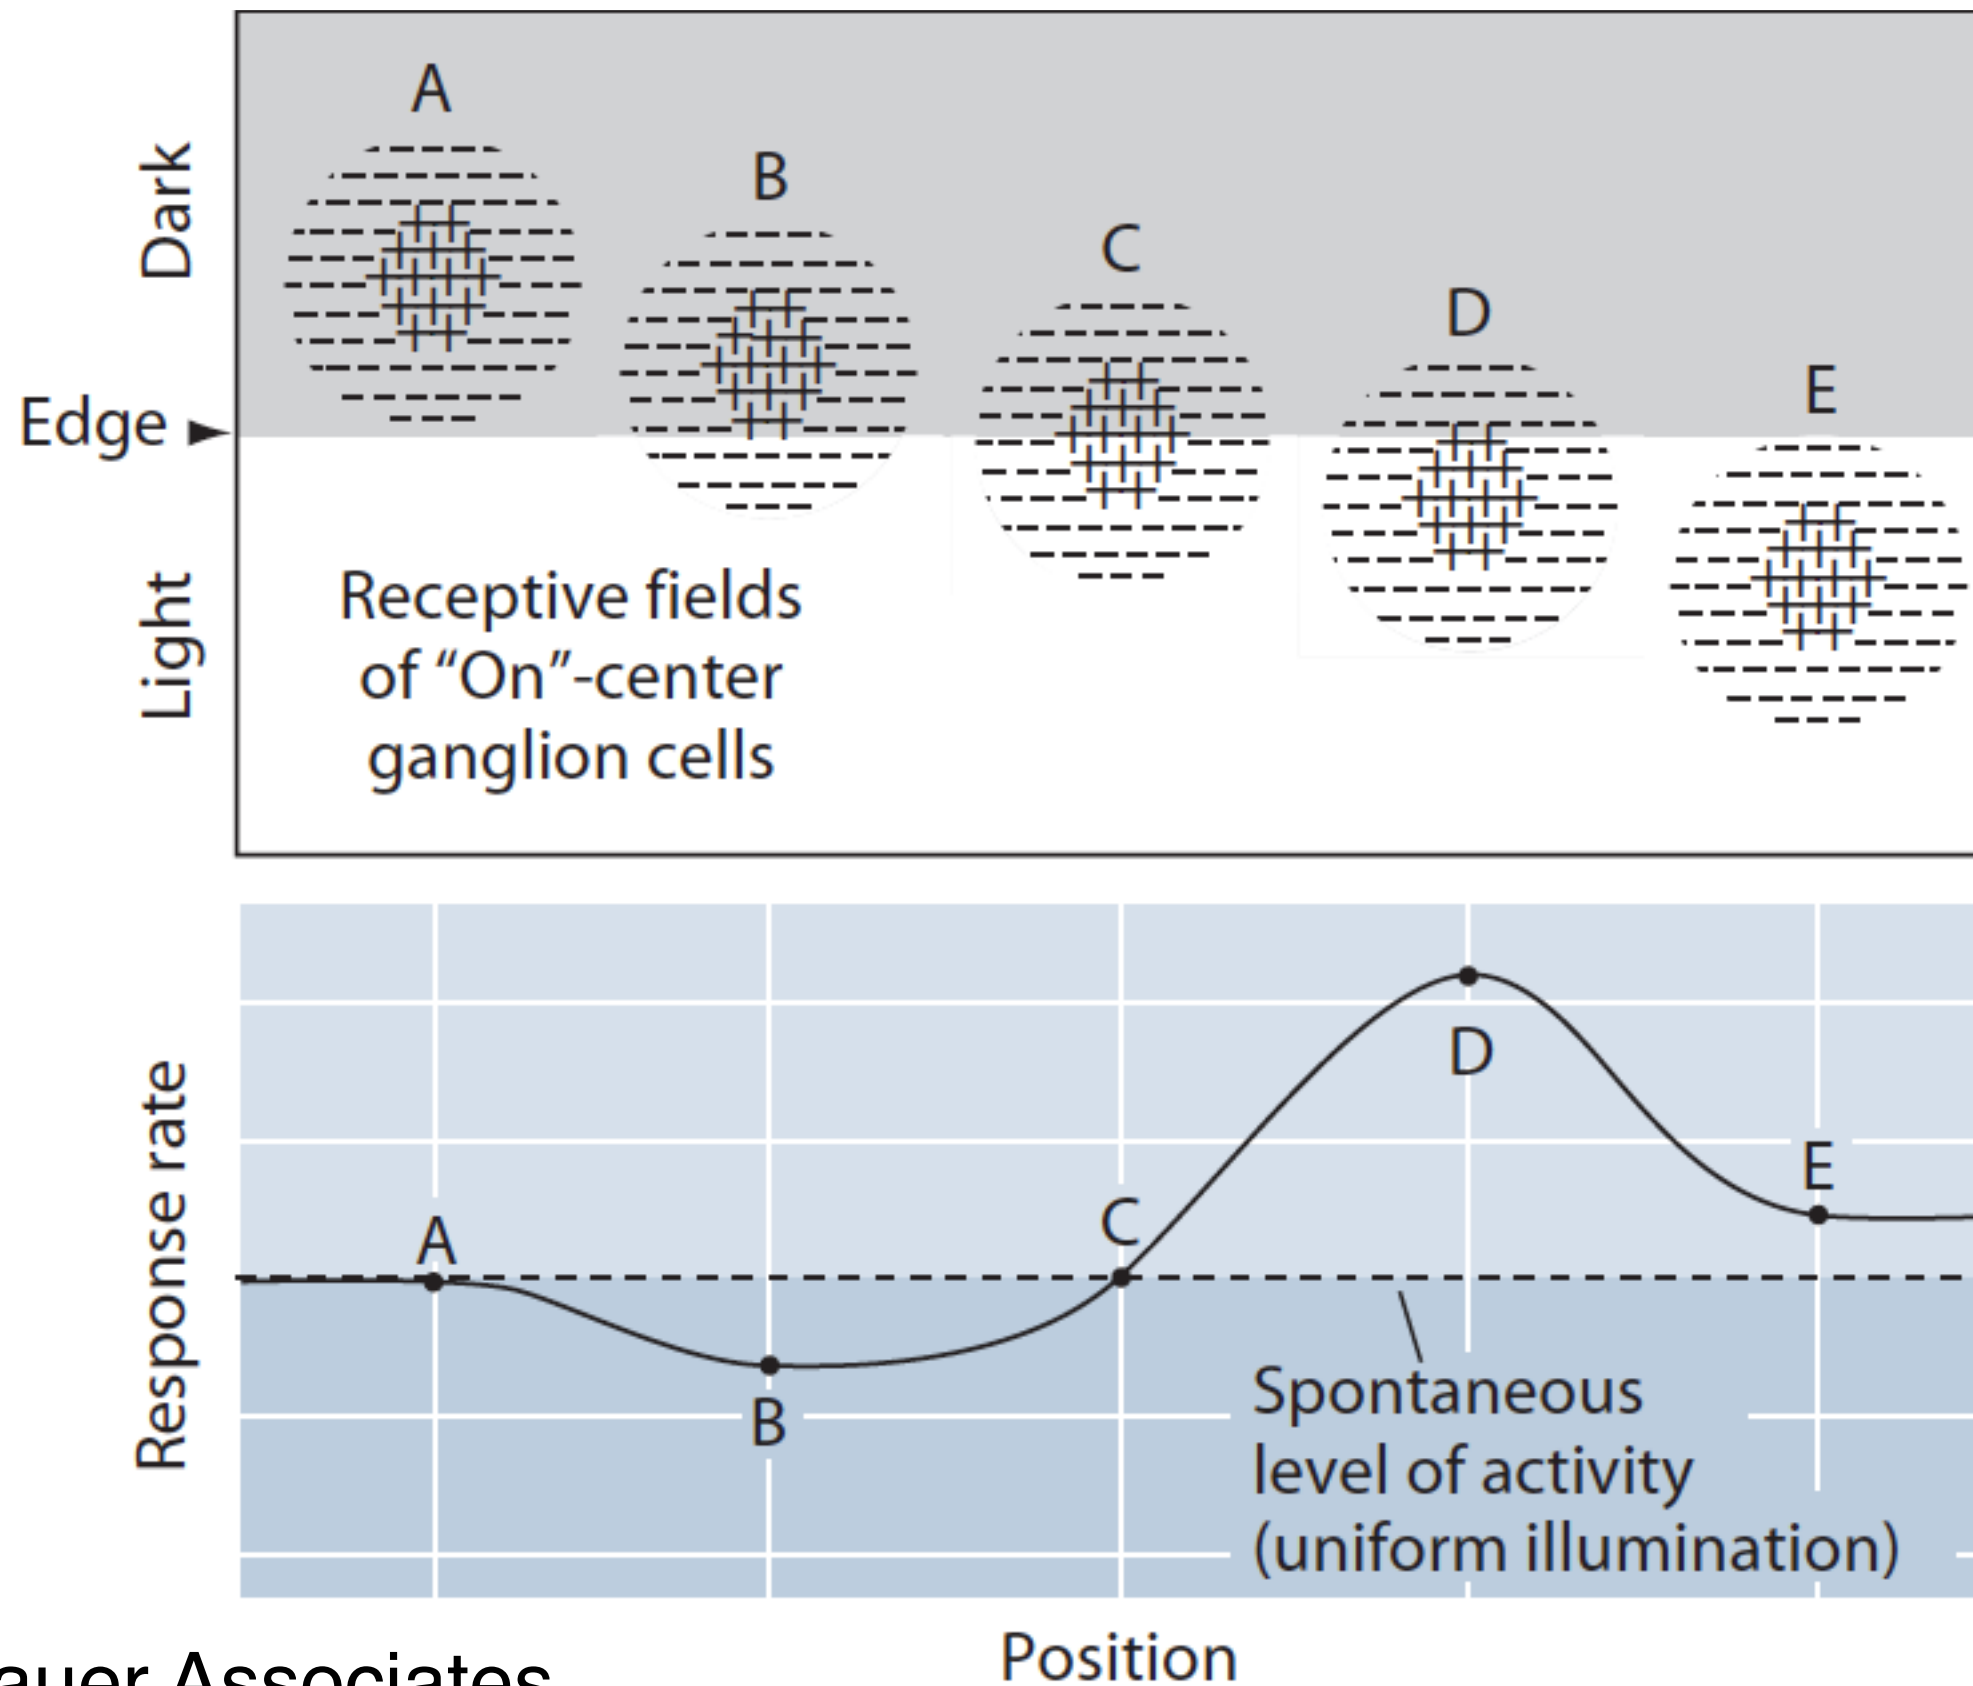 A
B
C
D
E
Dark
Edge
Light
Receptive fields
of “On”-center
ganglion cells
Response rate
A
B
C
D
E
Spontaneous
level of activity
(uniform illumination)
Position
Associates